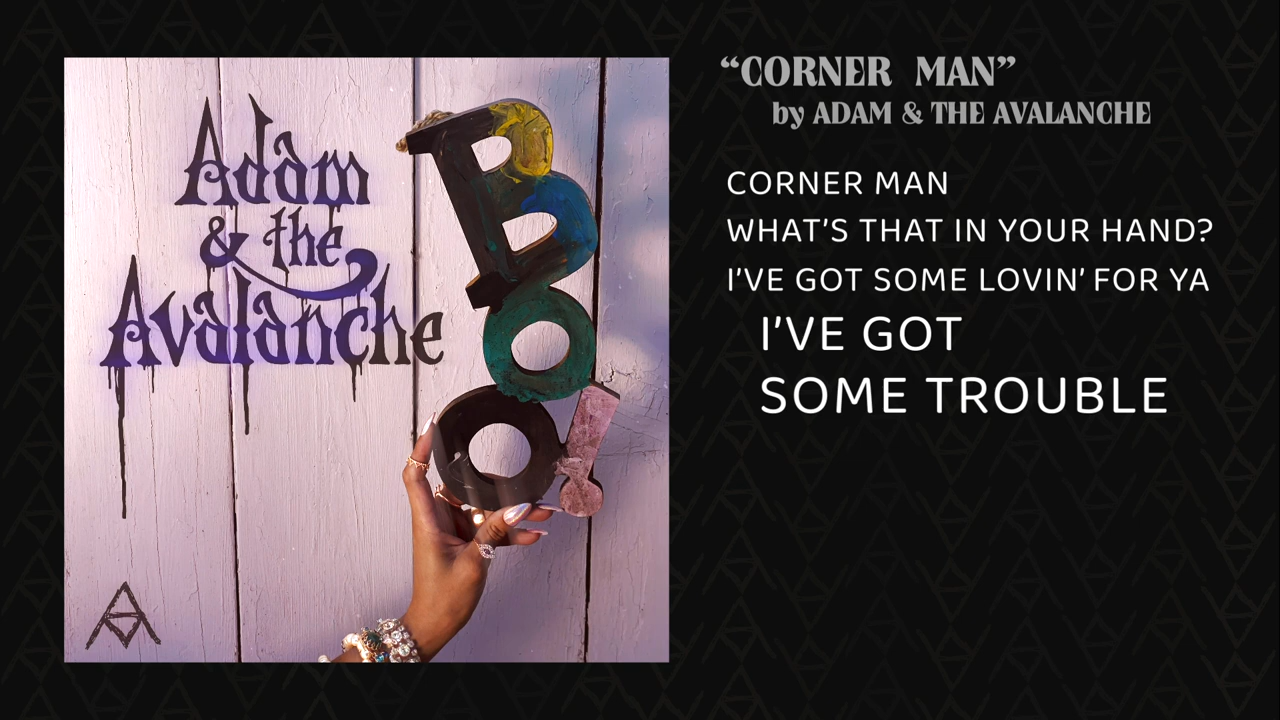 Adam
& the
Avalanche
BOO!
“CORNER MAN”
by ADAM & THE AVALANCHE
CORNER MAN
WHAT'S THAT IN YOUR HAND?
I'VE GOT SOME LOVIN' FOR YA
I'VE GOT
SOME TROUBLE